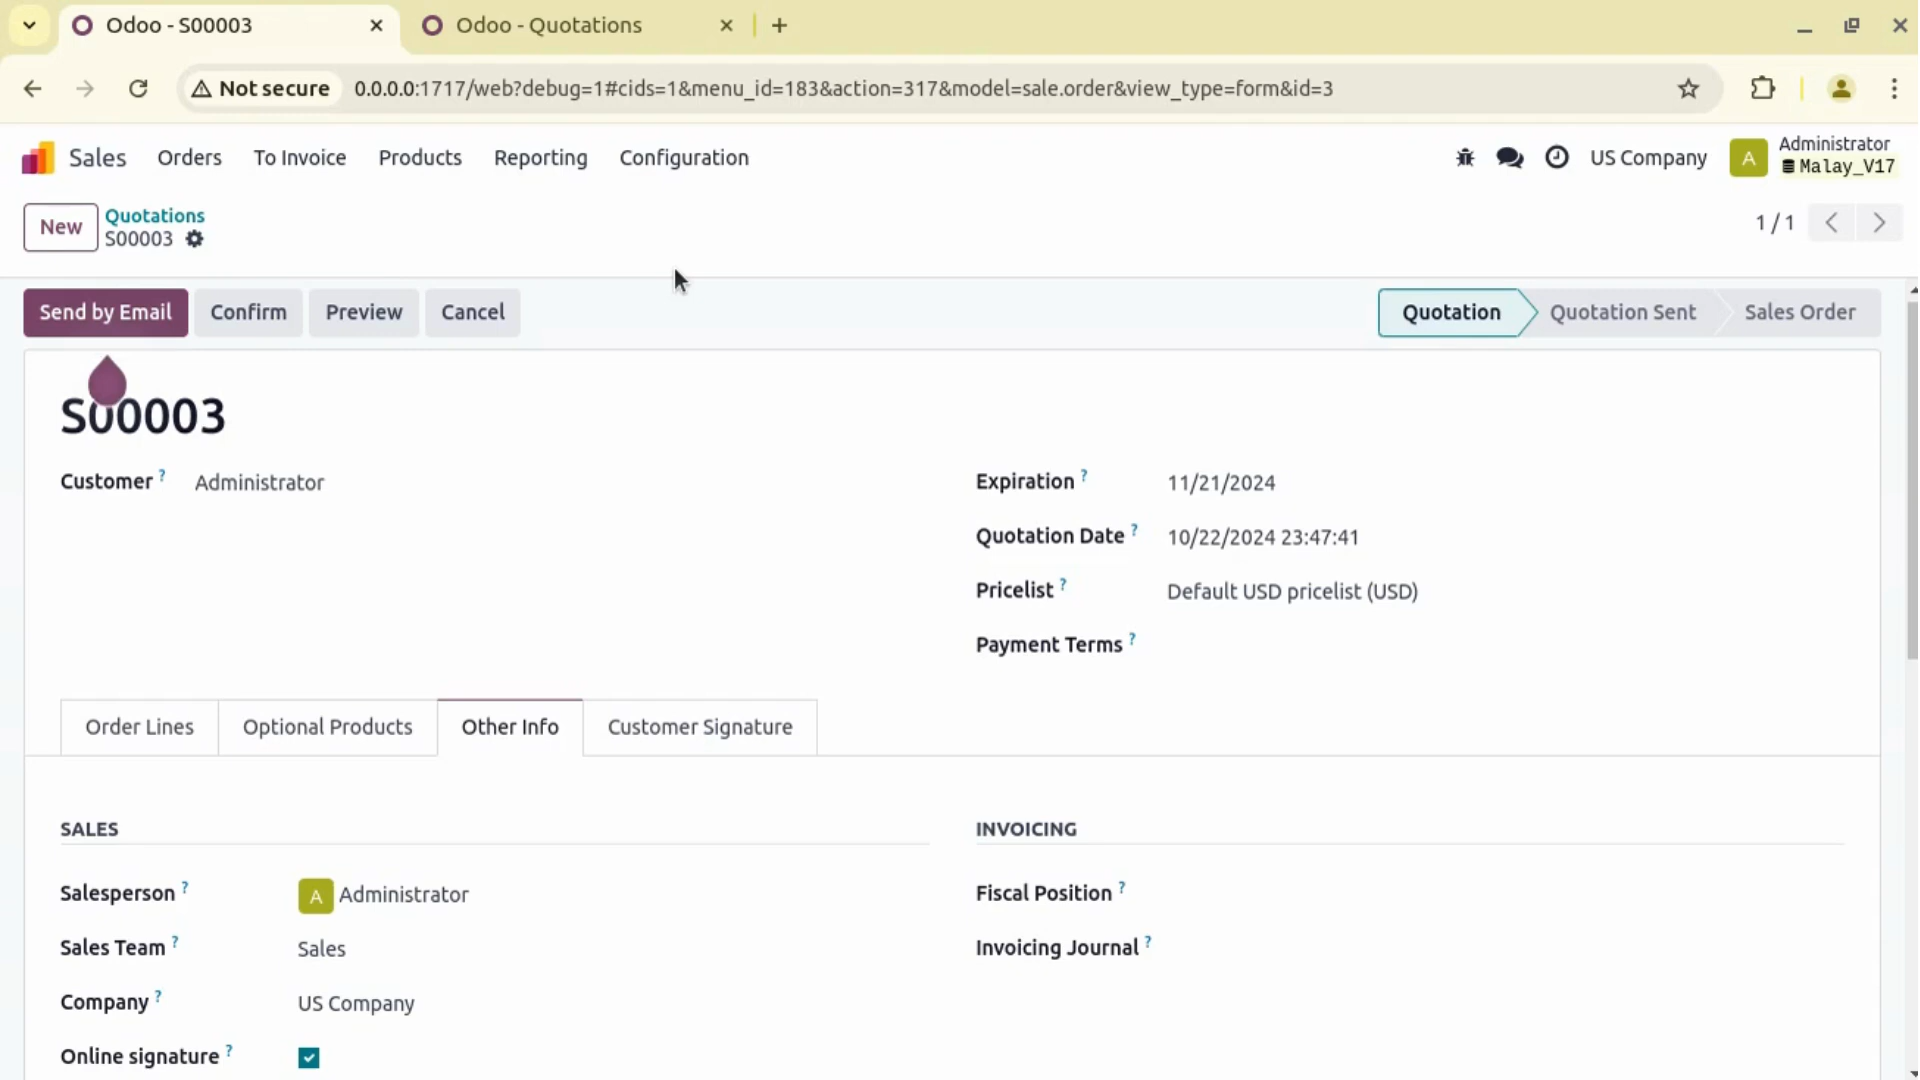 Odoo - S00003
Odoo - Quotations
Not secure
0.0.0.0:1717/web?debug=1#cids=1&menu_id=183&action=317&model=sale.order&view_type=form&id=3
Sales
Orders
To Invoice
Products
Reporting
Configuration
US Company
A
Administrator
Malay_V17
New
Quotations
S00003
1 / 1
Send by Email
Confirm
Preview
Cancel
Quotation
Quotation Sent
Sales Order
S00003
Customer ? Administrator
Expiration ? 11/21/2024
Quotation Date ? 10/22/2024 23:47:41
Pricelist ? Default USD pricelist (USD)
Payment Terms ?
Order Lines
Optional Products
Other Info
Customer Signature
SALES
Salesperson ? A Administrator
Sales Team ? Sales
Company ? US Company
Online signature ?
INVOICING
Fiscal Position ?
Invoicing Journal ?